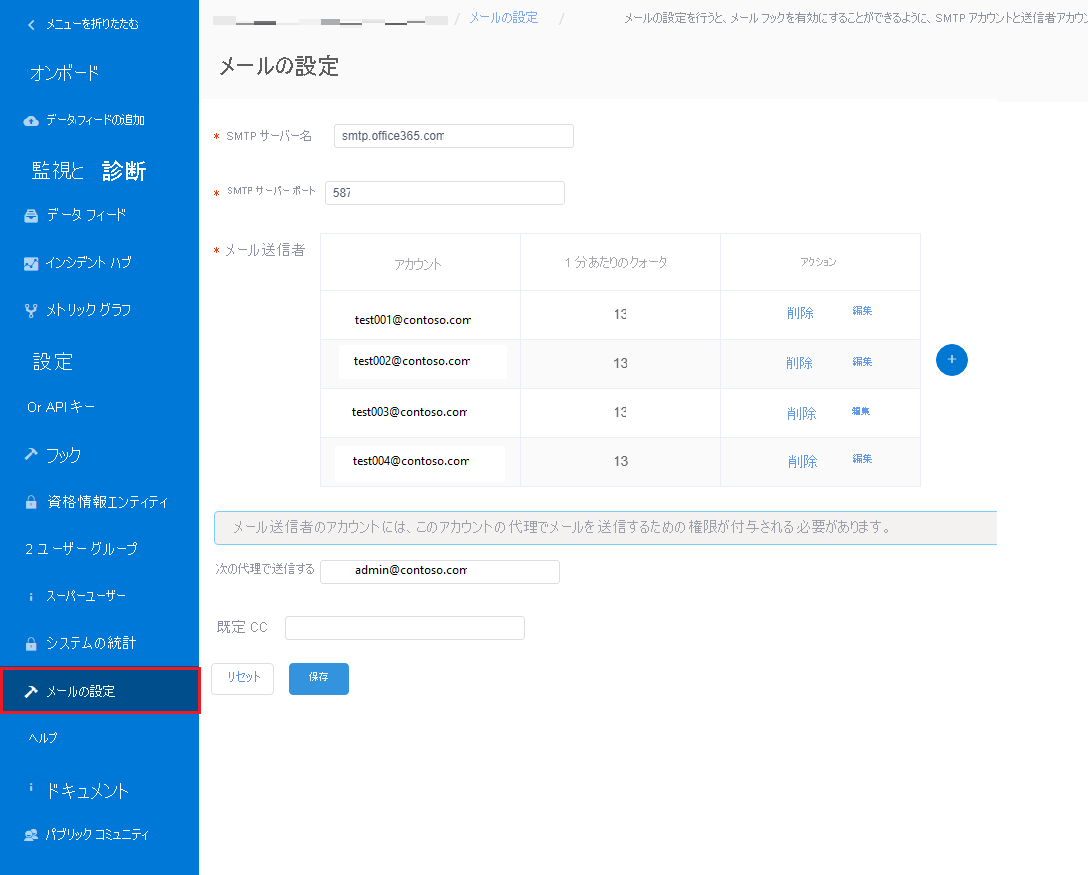 メニューを折りたたむ
オンボード
データフィードの追加
監視と 診断
データ フィード
インシデント ハブ
メトリック グラフ
設定
Or API キー
フック
資格情報エンティティ
2 ユーザー グループ
スーパーユーザー
システムの統計
メールの設定
ヘルプ
ドキュメント
パブリック コミュニティ
/ メールの設定 / メールの設定を行うと、メール フックを有効にすることができるように、SMTP アカウントと送信者アカウン
メールの設定
* SMTP サーバー名 smtp.office365.com
* SMTP サーバー ポート 587
* メール送信者
アカウント 1 分あたりのクォータ アクション
test001@contoso.com 13 削除 編集
test002@contoso.com 13 削除 編集
test003@contoso.com 13 削除 編集
test004@contoso.com 13 削除 編集
+
メール送信者のアカウントには、このアカウントの代理でメールを送信するための権限が付与される必要があります。
次の代理で送信する admin@contoso.com
既定 CC
リセット 保存